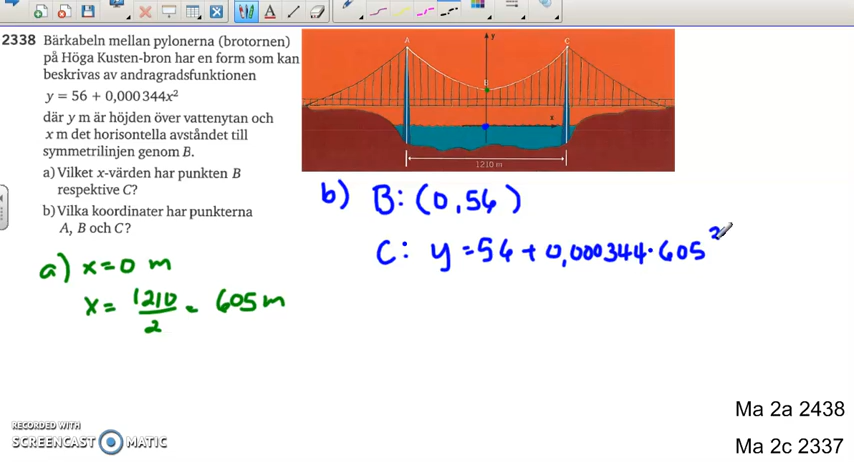 2338 Bärkabeln mellan pylonerna (brotornen)
på Höga Kusten-bron har en form som kan
beskrivas av andragradsfunktionen
y = 56 + 0,000 344x²
där y m är höjden över vattenytan och
x m det horisontella avståndet till
symmetrilinjen genom B.
a) Vilket x-värden har punkten B
respektive C?
b) Vilka koordinater har punkterna
A, B och C?
A
C
y
B
x
1210 m
a) x = 0 m
x = 1210/2 = 605 m
b) B: (0,56)
C: y = 56 + 0,000344·605²
Ma 2a 2438
Ma 2c 2337
RECORDED WITH
SCREENCAST MATIC